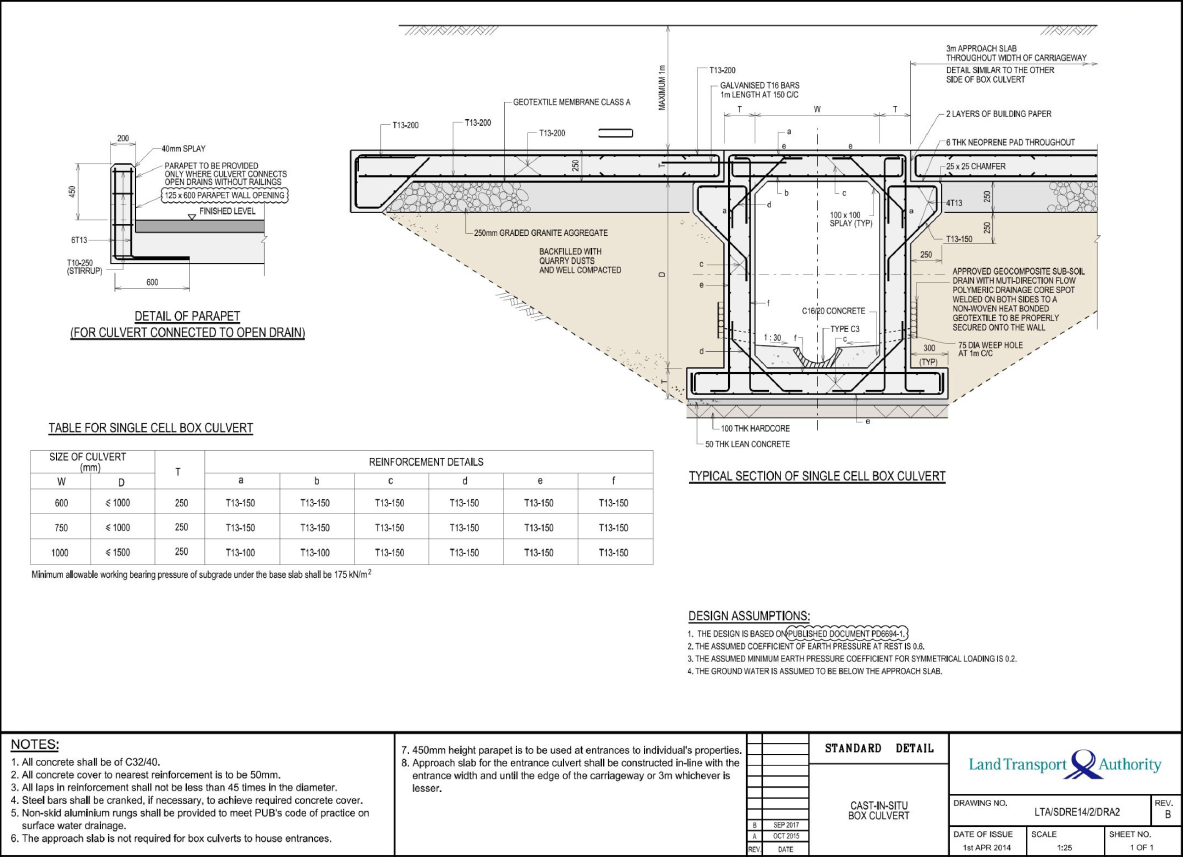 3m APPROACH SLAB
THROUGHOUT WIDTH OF CARRIAGEWAY
DETAIL SIMILAR TO THE OTHER
SIDE OF BOX CULVERT
MAXIMUM 1m
T13-200
GALVANISED T16 BARS
1m LENGTH AT 150 C/C
GEOTEXTILE MEMBRANE CLASS A
T W T
2 LAYERS OF BUILDING PAPER
T13-200
T13-200
T13-200
a
6 THK NEOPRENE PAD THROUGHOUT
e e
250
T
25 x 25 CHAMFER
b c
d
T
4T13
250
a a
100 x 100
SPLAY (TYP)
250
T13-150
250mm GRADED GRANITE AGGREGATE
BACKFILLED WITH
QUARRY DUSTS
AND WELL COMPACTED
250
c
D
e
f
APPROVED GEOCOMPOSITE SUB-SOIL
DRAIN WITH MUTI-DIRECTION FLOW
POLYMERIC DRAINAGE CORE SPOT
WELDED ON BOTH SIDES TO A
NON-WOVEN HEAT BONDED
GEOTEXTILE TO BE PROPERLY
SECURED ONTO THE WALL
C16/20 CONCRETE
TYPE C3
1 : 30 f c
d
300
(TYP)
75 DIA WEEP HOLE
AT 1m C/C
T
e
100 THK HARDCORE
50 THK LEAN CONCRETE
TYPICAL SECTION OF SINGLE CELL BOX CULVERT
200
40mm SPLAY
PARAPET TO BE PROVIDED
ONLY WHERE CULVERT CONNECTS
OPEN DRAINS WITHOUT RAILINGS
125 x 600 PARAPET WALL OPENING
450
FINISHED LEVEL
6T13
T10-250
(STIRRUP)
600
DETAIL OF PARAPET
(FOR CULVERT CONNECTED TO OPEN DRAIN)
TABLE FOR SINGLE CELL BOX CULVERT
SIZE OF CULVERT
(mm)
T
REINFORCEMENT DETAILS
W D a b c d e f
600 ⩽ 1000 250 T13-150 T13-150 T13-150 T13-150 T13-150 T13-150
750 ⩽ 1000 250 T13-150 T13-150 T13-150 T13-150 T13-150 T13-150
1000 ⩽ 1500 250 T13-100 T13-100 T13-150 T13-150 T13-150 T13-150
Minimum allowable working bearing pressure of subgrade under the base slab shall be 175 kN/m²
DESIGN ASSUMPTIONS:
1. THE DESIGN IS BASED ON PUBLISHED DOCUMENT PD6694-1.
2. THE ASSUMED COEFFICIENT OF EARTH PRESSURE AT REST IS 0.6.
3. THE ASSUMED MINIMUM EARTH PRESSURE COEFFICIENT FOR SYMMETRICAL LOADING IS 0.2.
4. THE GROUND WATER IS ASSUMED TO BE BELOW THE APPROACH SLAB.
NOTES:
1. All concrete shall be of C32/40.
2. All concrete cover to nearest reinforcement is to be 50mm.
3. All laps in reinforcement shall not be less than 45 times in the diameter.
4. Steel bars shall be cranked, if necessary, to achieve required concrete cover.
5. Non-skid aluminium rungs shall be provided to meet PUB's code of practice on
surface water drainage.
6. The approach slab is not required for box culverts to house entrances.
7. 450mm height parapet is to be used at entrances to individual's properties.
8. Approach slab for the entrance culvert shall be constructed in-line with the
entrance width and until the edge of the carriageway or 3m whichever is
lesser.
B SEP 2017
A OCT 2015
REV. DATE
STANDARD DETAIL
CAST-IN-SITU
BOX CULVERT
Land Transport Authority
DRAWING NO.
LTA/SDRE14/2/DRA2
REV.
B
DATE OF ISSUE
1st APR 2014
SCALE
1:25
SHEET NO.
1 OF 1